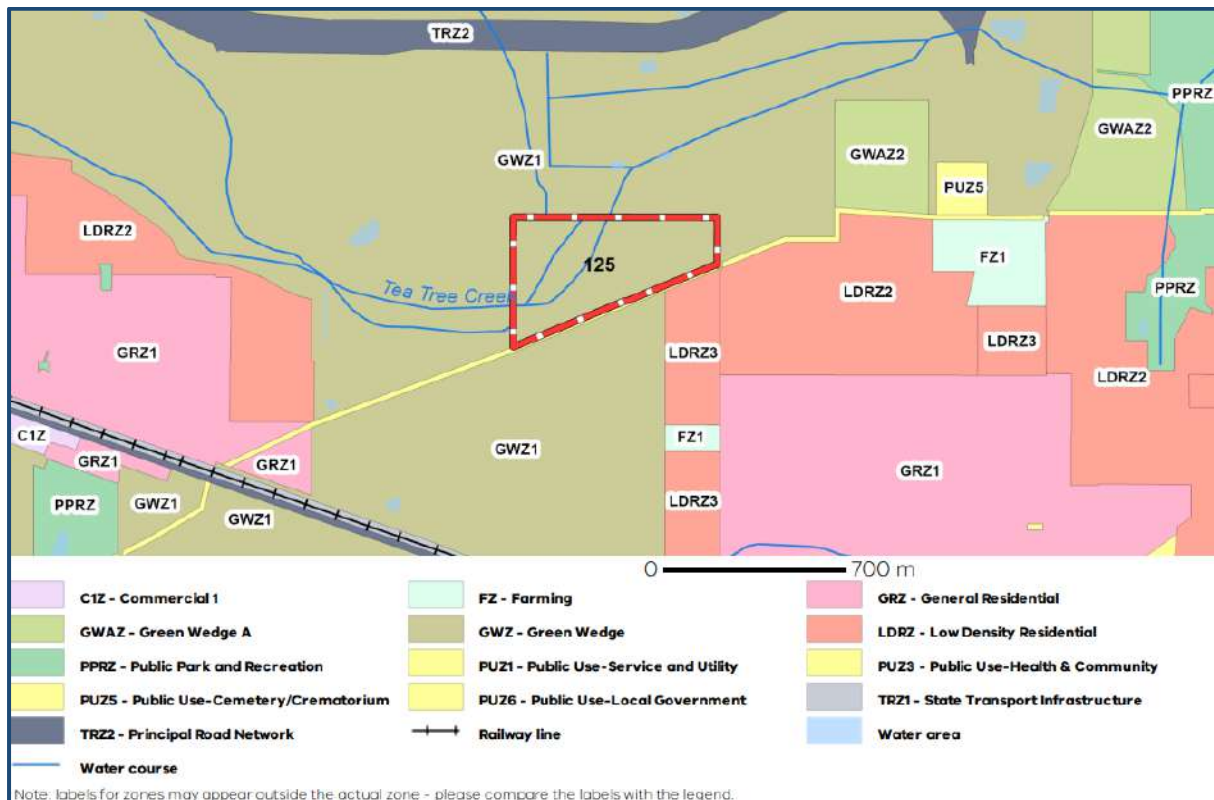 TRZ2
PPRZ
GWZ1
GWAZ2
GWAZ2
PUZ5
LDRZ2
125
FZ1
Tea Tree Creek
LDRZ2
PPRZ
GRZ1
LDRZ3
LDRZ3
LDRZ2
C1Z
GRZ1
GRZ1
GWZ1
FZ1
GRZ1
PPRZ
GWZ1
GWZ1
LDRZ3
0 700 m
C1Z - Commercial 1 FZ - Farming GRZ - General Residential
GWAZ - Green Wedge A GWZ - Green Wedge LDRZ - Low Density Residential
PPRZ - Public Park and Recreation PUZ1 - Public Use-Service and Utility PUZ3 - Public Use-Health & Community
PUZ5 - Public Use-Cemetery/Crematorium PUZ6 - Public Use-Local Government TRZ1 - State Transport Infrastructure
TRZ2 - Principal Road Network Railway line Water area
Water course
Note: labels for zones may appear outside the actual zone - please compare the labels with the legend.